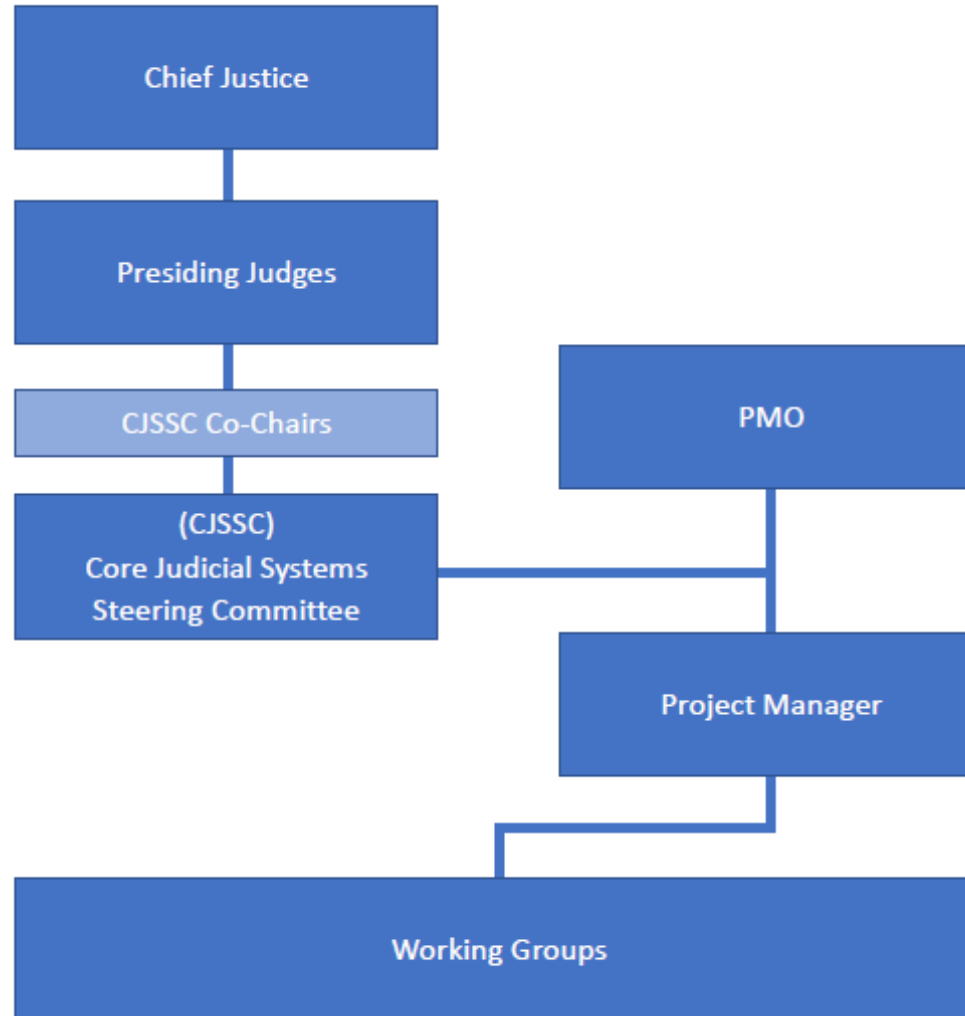 Chief Justice
Presiding Judges
CJSSC Co-Chairs
PMO
(CJSSC)
Core Judicial Systems
Steering Committee
Project Manager
Working Groups